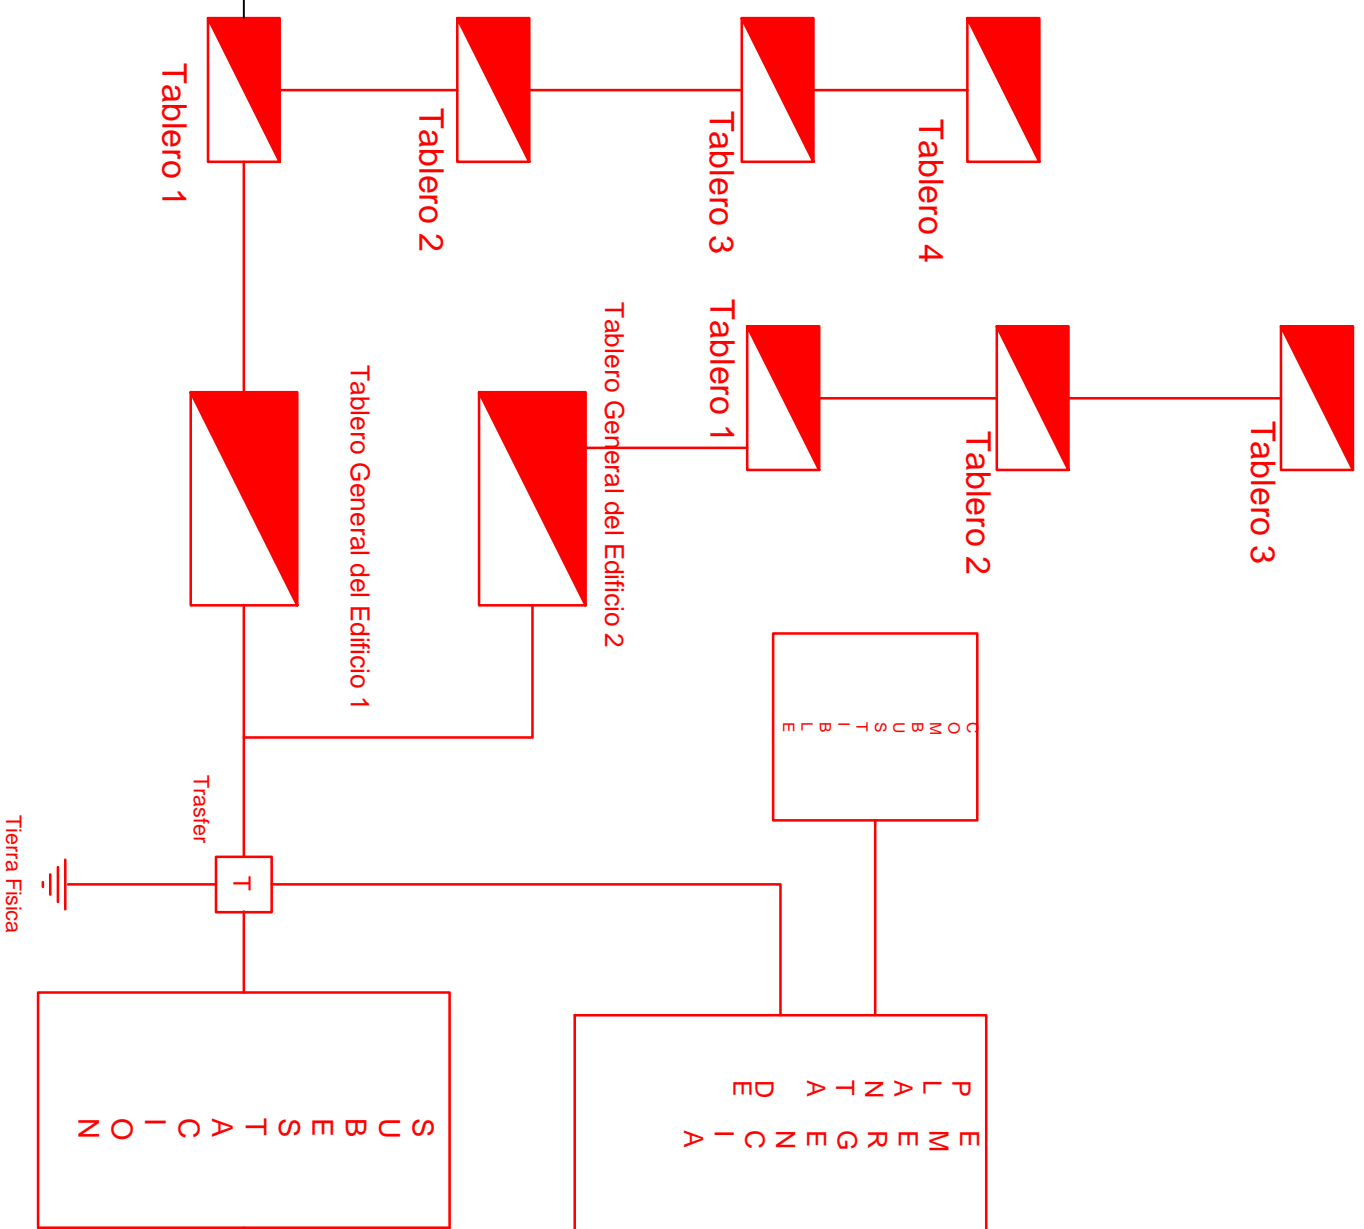 Tablero 1
Tablero 2
Tablero 3
Tablero 4
Tablero 1
Tablero 2
Tablero 3
Tablero General del Edificio 1
Tablero General del Edificio 2
COMBUSTIBLE
Trasfer
T
Tierra Fisica
PLANTA DE
EMERGENCIA
SUBESTACION